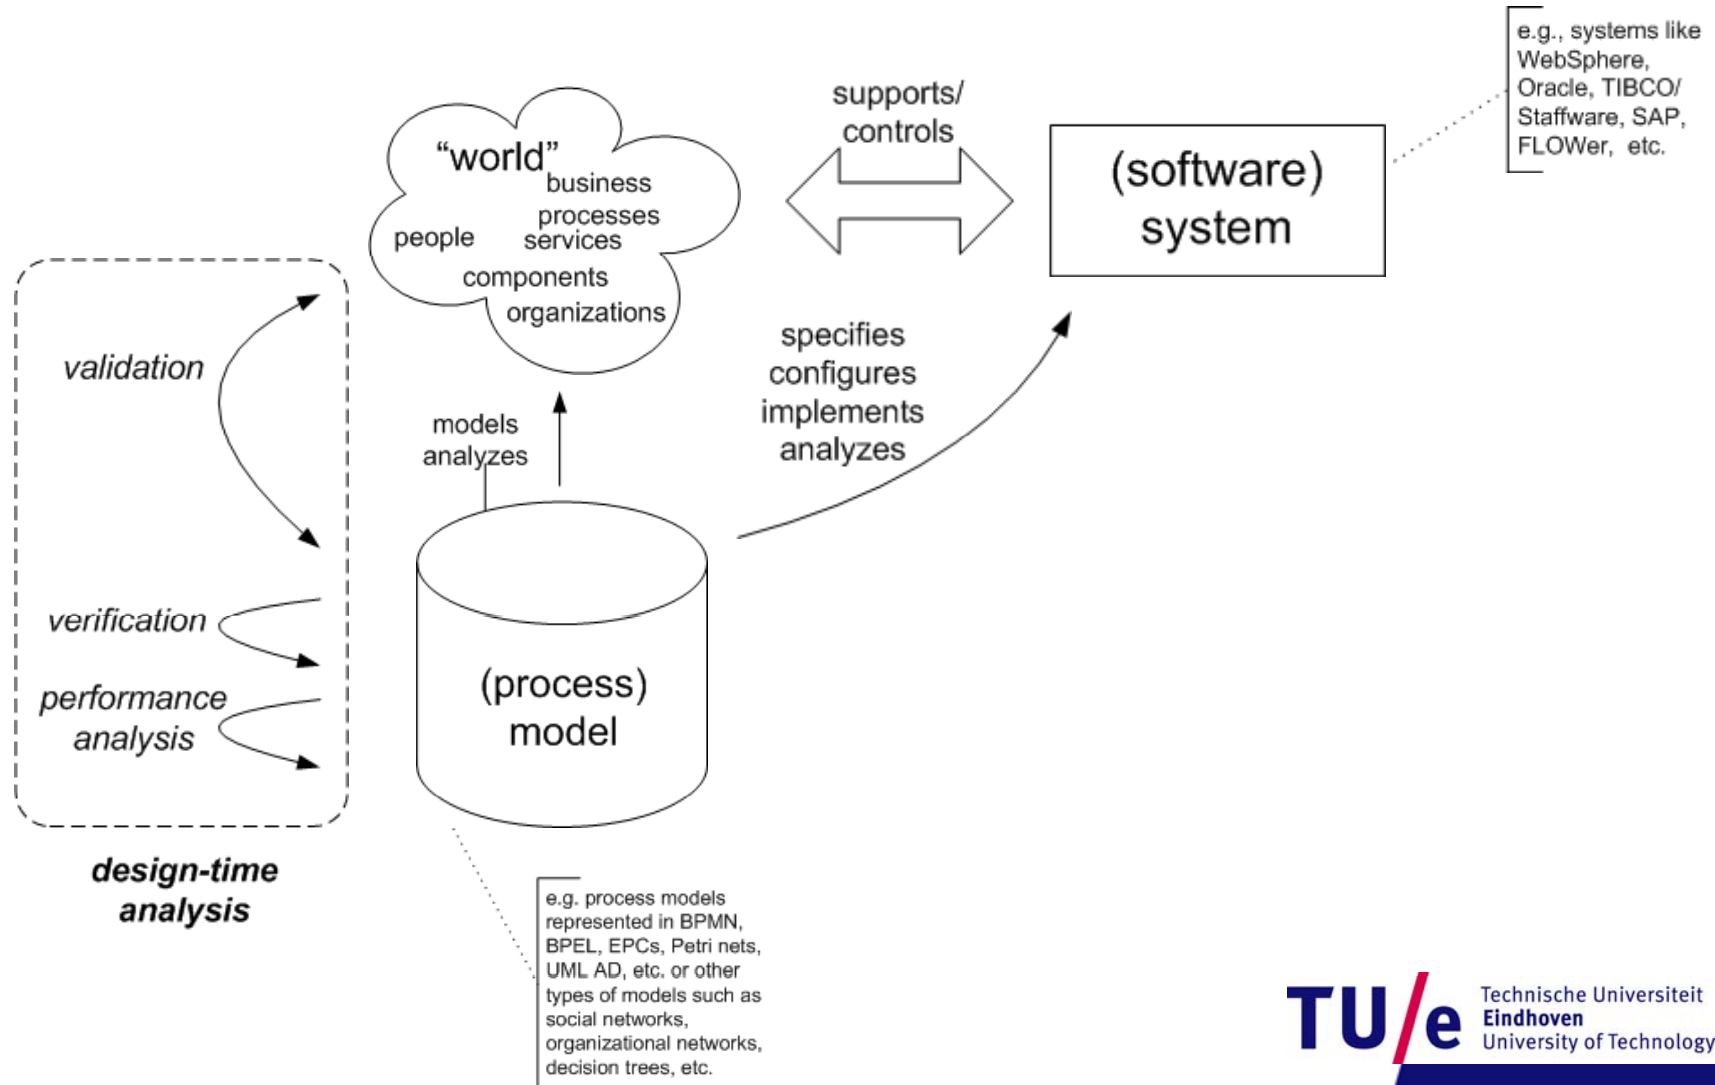 e.g., systems like
WebSphere,
Oracle, TIBCO/
Staffware, SAP,
FLOWer, etc.
supports/
controls
(software)
system
“world”
business
processes
people
services
components
organizations
validation
specifies
configures
implements
analyzes
models
analyzes
verification
performance
analysis
(process)
model
design-time
analysis
e.g. process models
represented in BPMN,
BPEL, EPCs, Petri nets,
UML AD, etc. or other
types of models such as
social networks,
organizational networks,
decision trees, etc.
TU/e
Technische Universiteit
Eindhoven
University of Technology